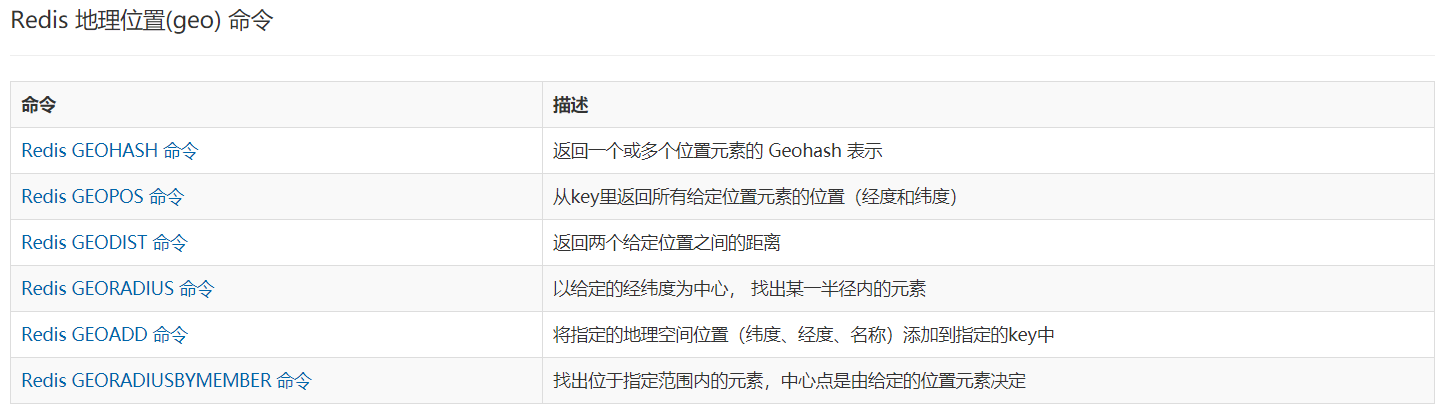 Redis 地理位置(geo) 命令
命令 描述
Redis GEOHASH 命令 返回一个或多个位置元素的 Geohash 表示
Redis GEOPOS 命令 从key里返回所有给定位置元素的位置（经度和纬度）
Redis GEODIST 命令 返回两个给定位置之间的距离
Redis GEORADIUS 命令 以给定的经纬度为中心， 找出某一半径内的元素
Redis GEOADD 命令 将指定的地理空间位置（纬度、经度、名称）添加到指定的key中
Redis GEORADIUSBYMEMBER 命令 找出位于指定范围内的元素，中心点是由给定的位置元素决定